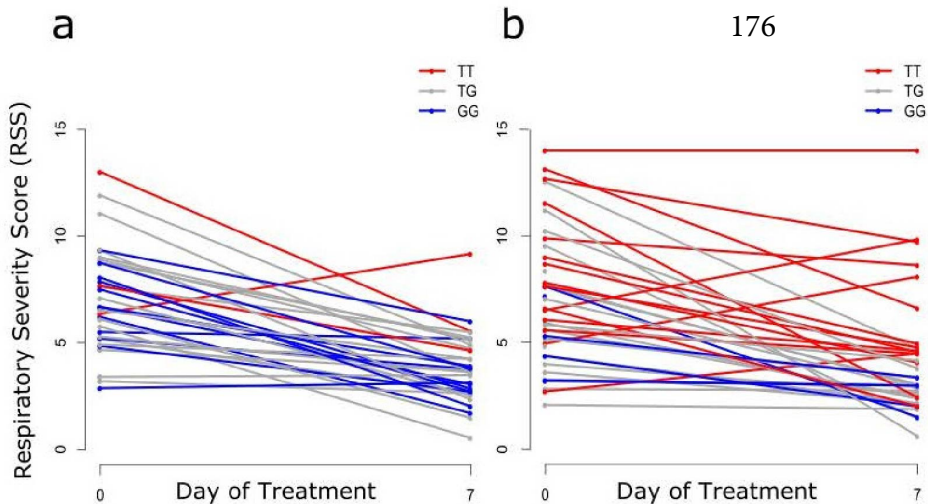 a
b
176
TT
TG
GG
TT
TG
GG
Respiratory Severity Score (RSS)
15
10
5
0
15
10
5
0
0
Day of Treatment
7
0
Day of Treatment
7